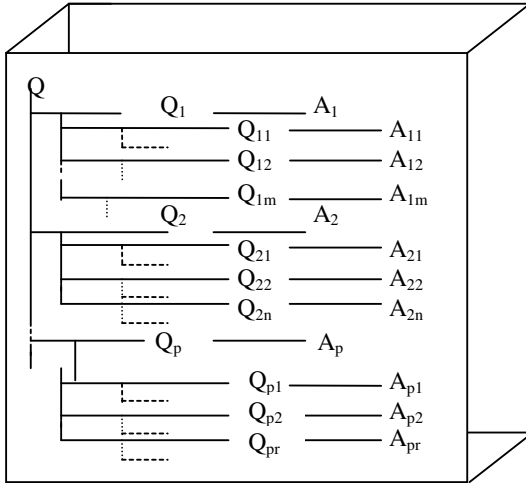 Q
Q1 A1
Q11 A11
Q12 A12
Q1m A1m
Q2 A2
Q21 A21
Q22 A22
Q2n A2n
Qp Ap
Qp1 Ap1
Qp2 Ap2
Qpr Apr